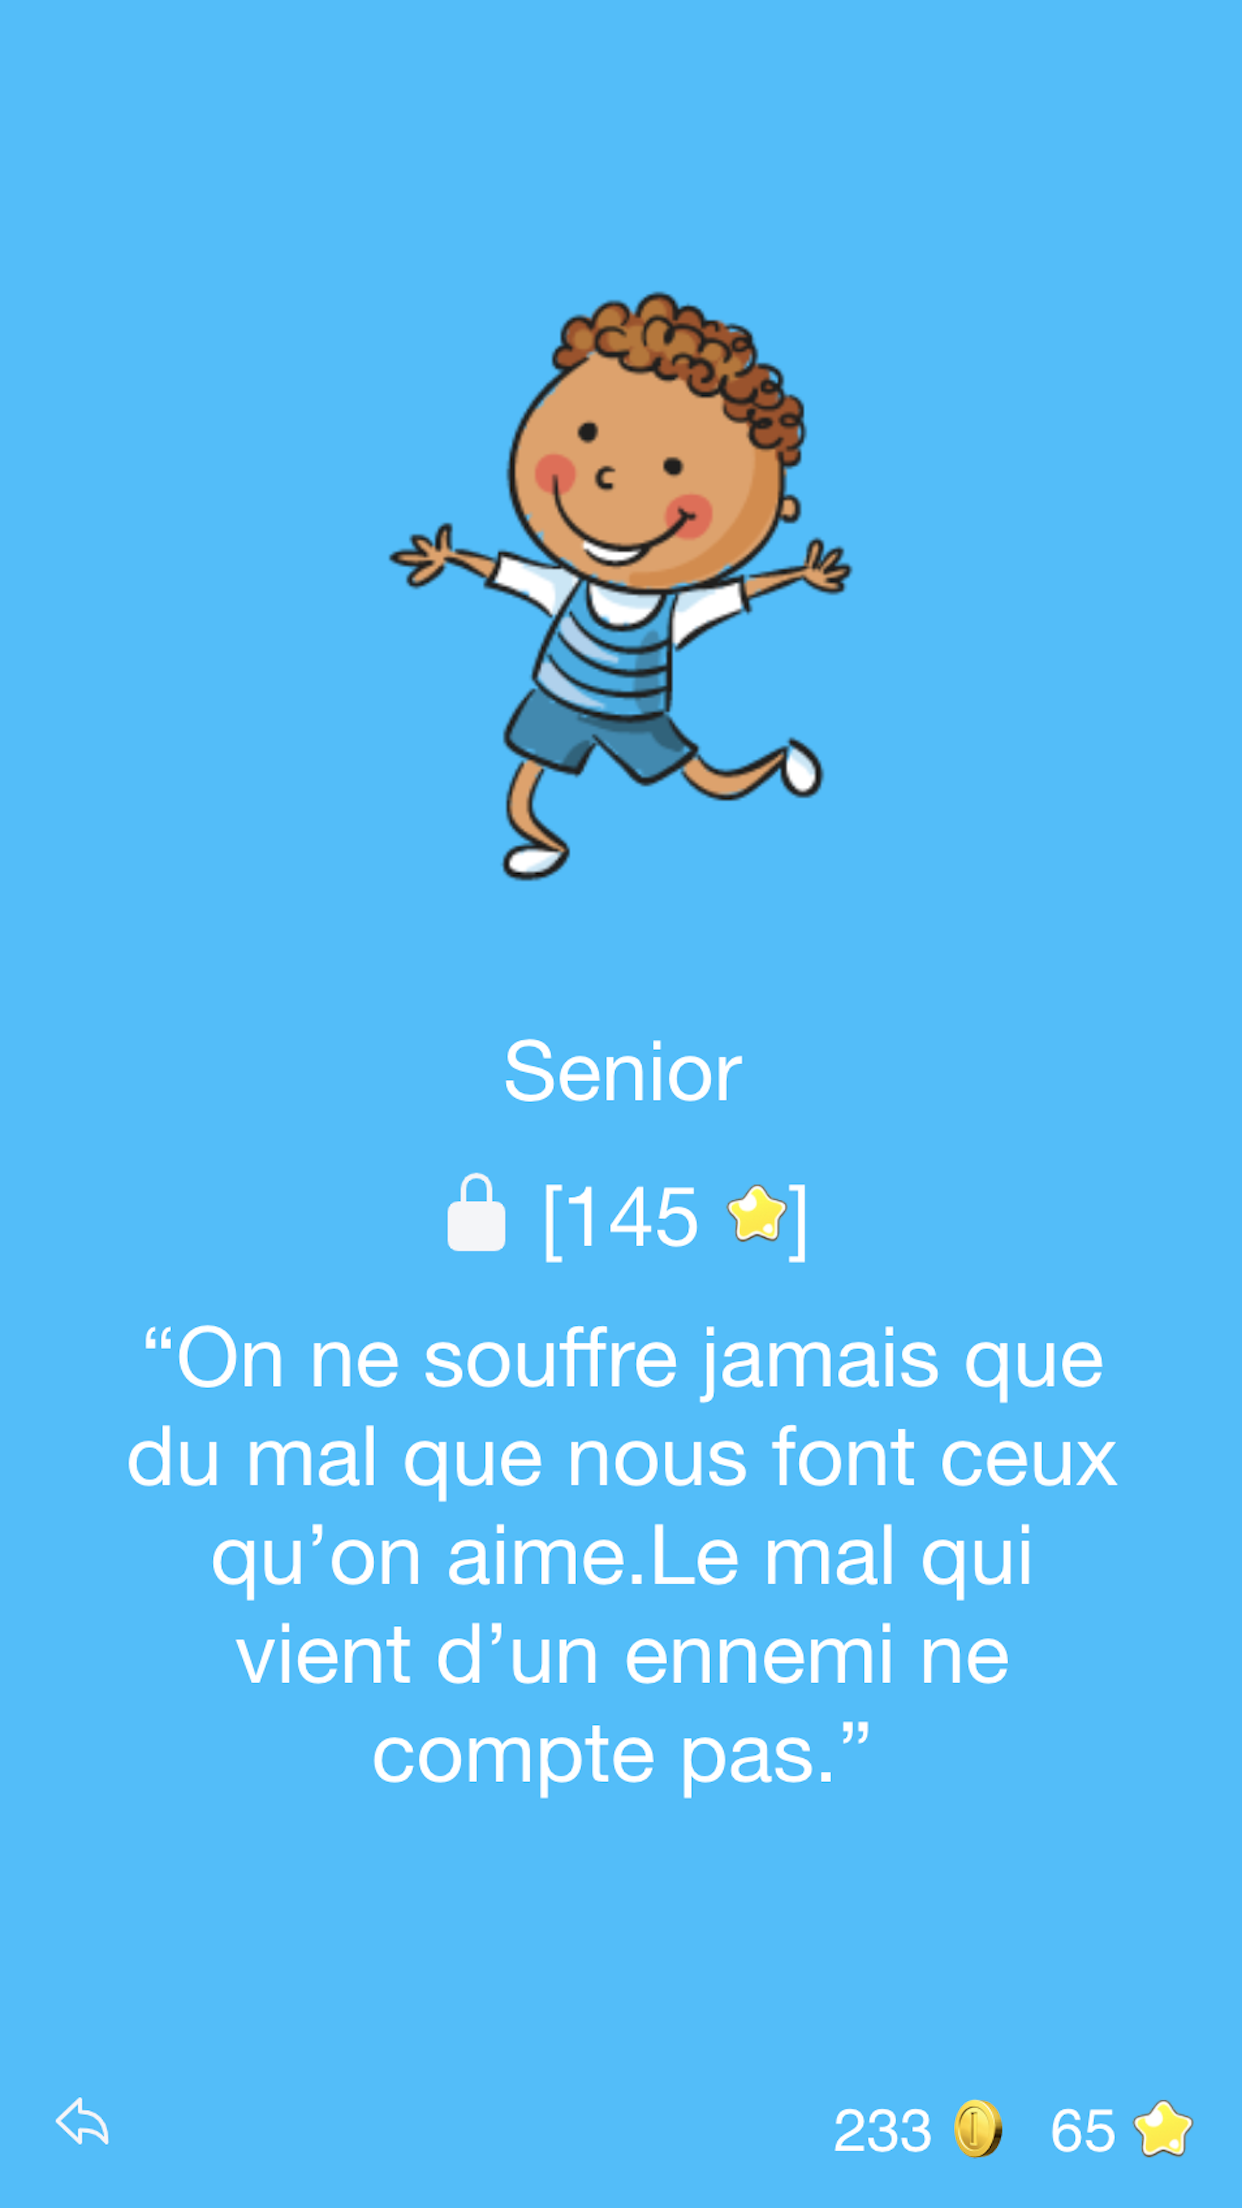 Senior
[145 ]
“On ne souffre jamais que
du mal que nous font ceux
qu’on aime.Le mal qui
vient d’un ennemi ne
compte pas.”
233 65